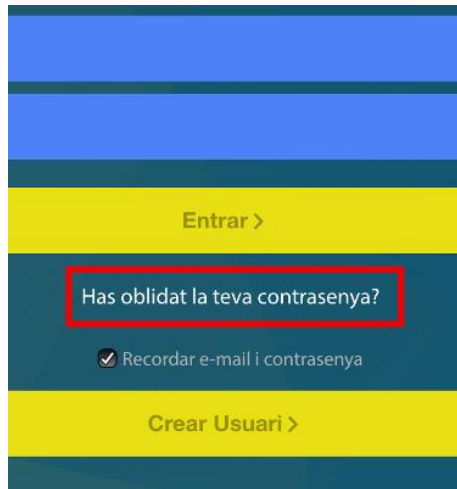 Entrar >
Has oblidat la teva contrasenya?
Recordar e-mail i contrasenya
Crear Usuari >